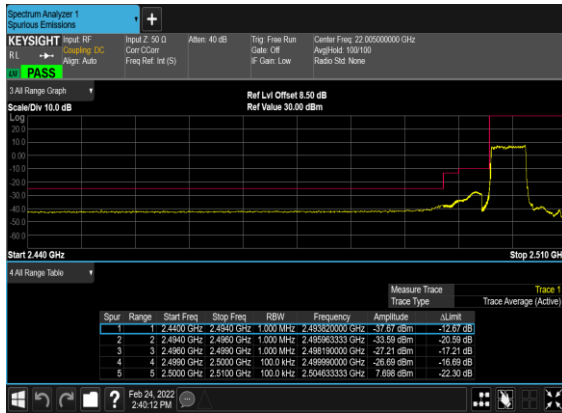 Spectrum Analyzer 1
Spurious Emissions
KEYSIGHT Input: RF Input Z: 50 Ω Atten: 40 dB Trig: Free Run Center Freq: 22.005000000 GHz
RL Coupling: DC Corr CCorr Gate: Off Avg|Hold: 100/100
Align: Auto Freq Ref: Int (S) IF Gain: Low Radio Std: None
PASS
3 All Range Graph
Ref Lvl Offset 8.50 dB
Scale/Div 10.0 dB Ref Value 30.00 dBm
Log
20.0
10.0
0.00
-10.0
-20.0
-30.0
-40.0
-50.0
-60.0
Start 2.440 GHz Stop 2.510 GHz
4 All Range Table
Measure Trace Trace 1
Trace Type Trace Average (Active)
Spur Range Start Freq Stop Freq RBW Frequency Amplitude ΔLimit
1 1 2.4400 GHz 2.4940 GHz 1.000 MHz 2.493820000 GHz -37.67 dBm -12.67 dB
2 2 2.4940 GHz 2.4960 GHz 1.000 MHz 2.495963333 GHz -33.59 dBm -20.59 dB
3 3 2.4960 GHz 2.4990 GHz 1.000 MHz 2.498190000 GHz -27.21 dBm -17.21 dB
4 4 2.4990 GHz 2.5000 GHz 100.0 kHz 2.499990000 GHz -26.69 dBm -16.69 dB
5 5 2.5000 GHz 2.5100 GHz 100.0 kHz 2.504633333 GHz 7.698 dBm -22.30 dB
?
Feb 24, 2022
2:40:12 PM